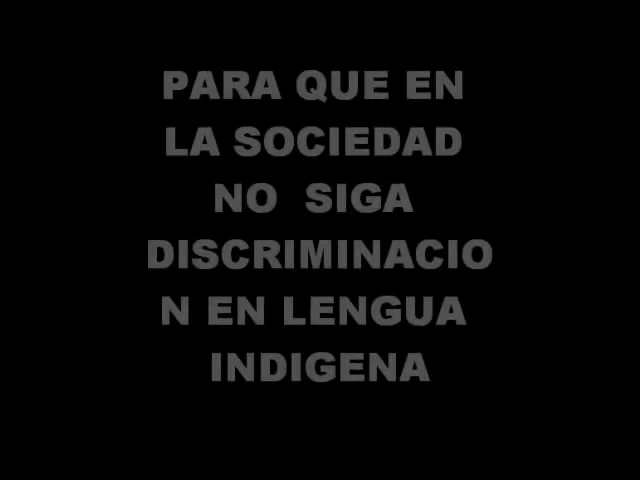 PARA QUE EN
LA SOCIEDAD
NO SIGA
DISCRIMINACIO
N EN LENGUA
INDIGENA